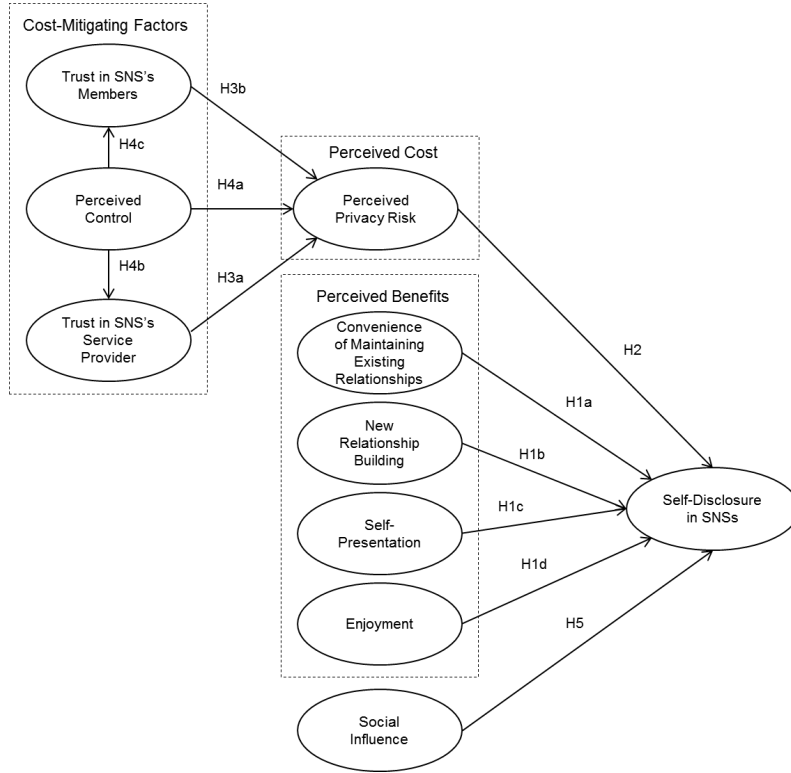 Cost-Mitigating Factors
Trust in SNS's
Members
H3b
H4c
Perceived Cost
Perceived
Control
H4a
Perceived
Privacy Risk
H4b
H3a
Trust in SNS's
Service
Provider
Perceived Benefits
Convenience
of Maintaining
Existing
Relationships
H2
H1a
New
Relationship
Building
H1b
Self-Disclosure
in SNSs
H1c
Self-
Presentation
H1d
Enjoyment
H5
Social
Influence